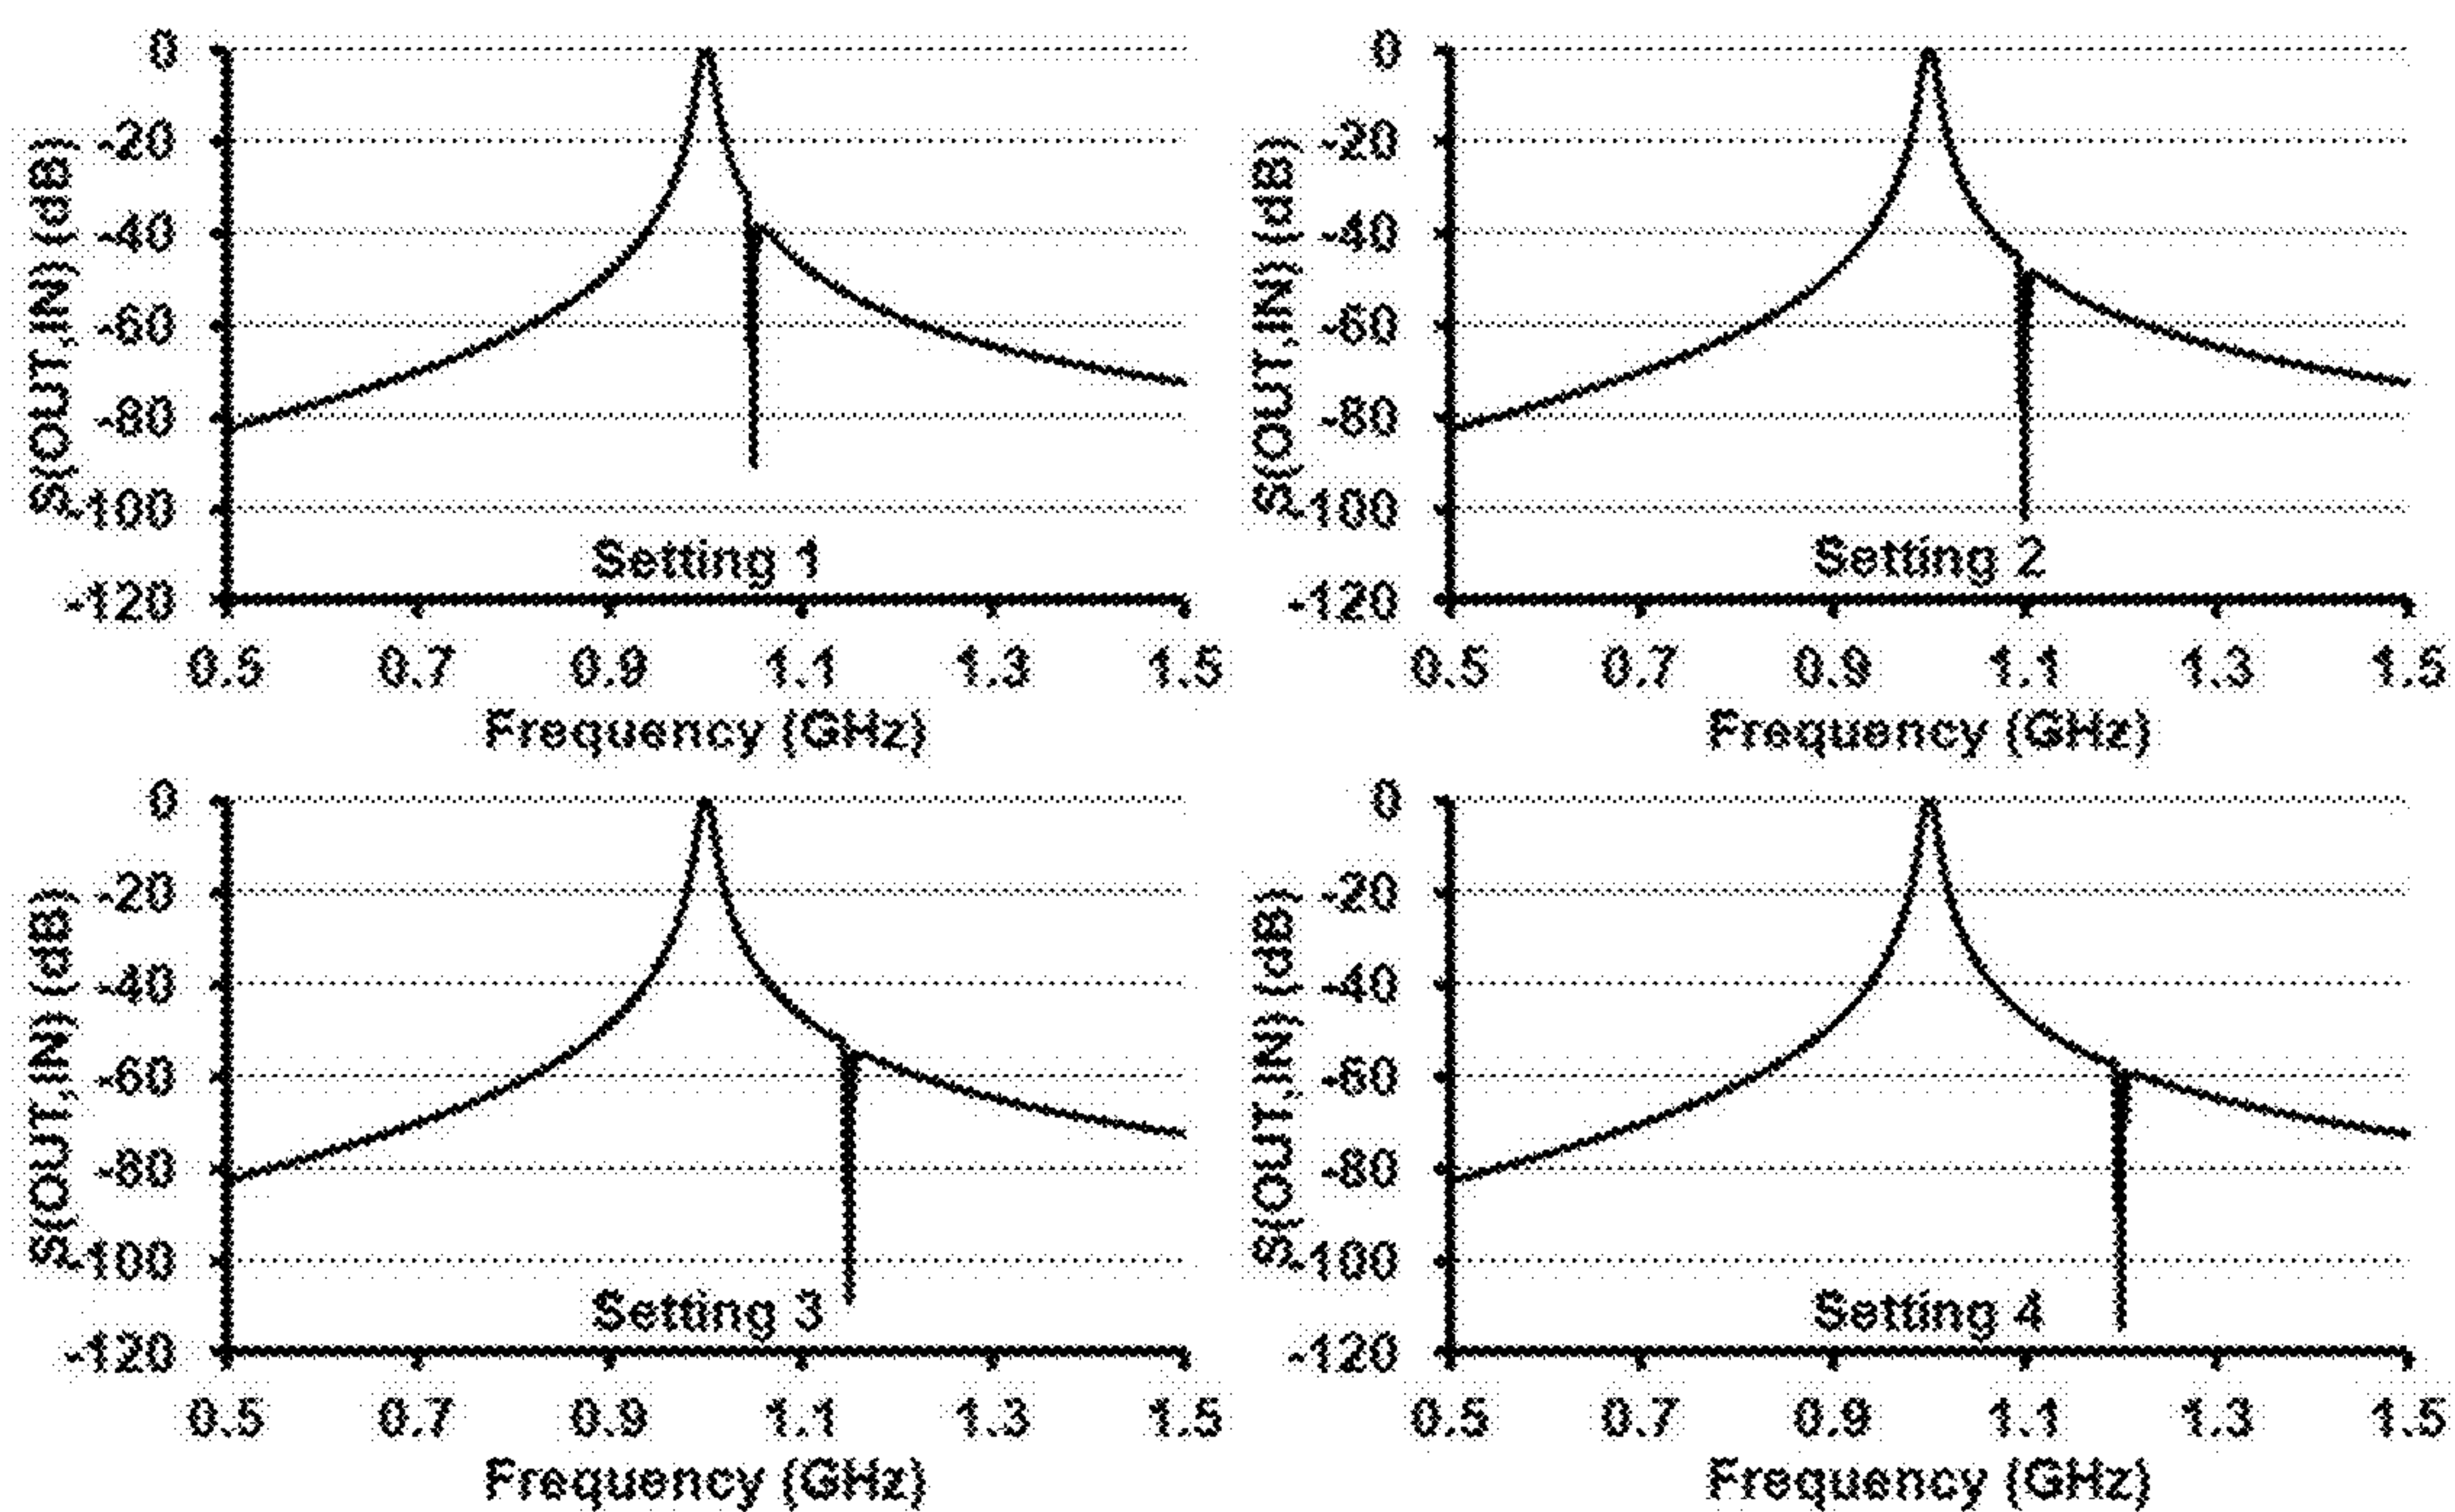 S(OUT,IN) (dB)
0
-20
-40
-60
-80
-100
-120
Setting 1
0.5 0.7 0.9 1.1 1.3 1.5
Frequency (GHz)
S(OUT,IN) (dB)
0
-20
-40
-60
-80
-100
-120
Setting 2
0.5 0.7 0.9 1.1 1.3 1.5
Frequency (GHz)
S(OUT,IN) (dB)
0
-20
-40
-60
-80
-100
-120
Setting 3
0.5 0.7 0.9 1.1 1.3 1.5
Frequency (GHz)
S(OUT,IN) (dB)
0
-20
-40
-60
-80
-100
-120
Setting 4
0.5 0.7 0.9 1.1 1.3 1.5
Frequency (GHz)